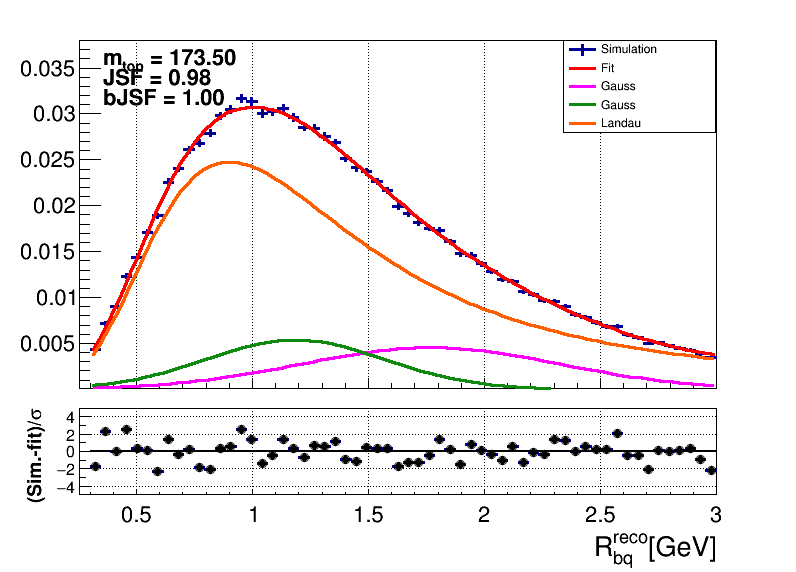 m_top = 173.50
JSF = 0.98
bJSF = 1.00
Simulation
Fit
Gauss
Gauss
Landau
0.035
0.03
0.025
0.02
0.015
0.01
0.005
(Sim.-fit)/σ
4
2
0
−2
−4
0.5 1 1.5 2 2.5 3
R_bq^reco[GeV]